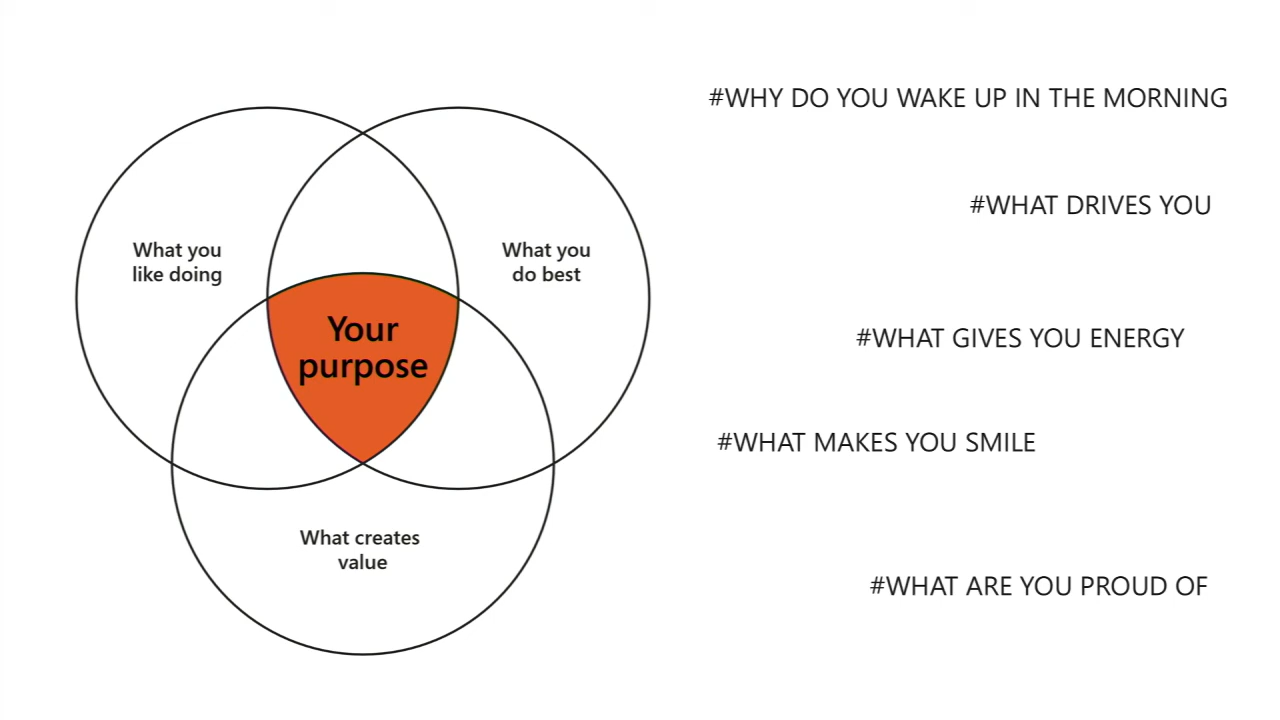 What you
like doing
What you
do best
Your
purpose
What creates
value
#WHY DO YOU WAKE UP IN THE MORNING
#WHAT DRIVES YOU
#WHAT GIVES YOU ENERGY
#WHAT MAKES YOU SMILE
#WHAT ARE YOU PROUD OF